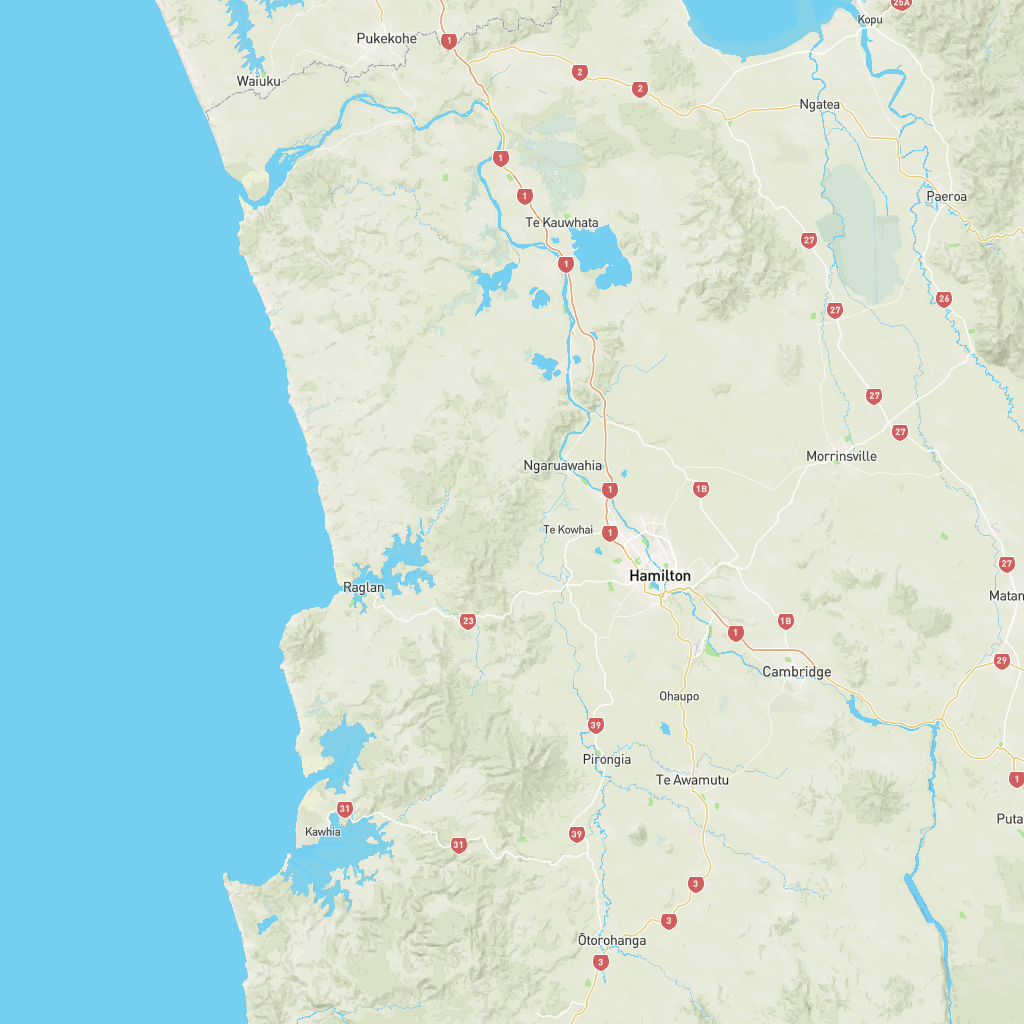 25A
Kopu
Pukekohe
1
2
Waiuku
2
Ngatea
1
1
Paeroa
Te Kauwhata
27
1
26
27
27
27
Morrinsville
Ngaruawahia
1
1B
Te Kowhai
1
27
Hamilton
Raglan
Matan
23
1B
1
29
Cambridge
Ohaupo
39
Pirongia
Te Awamutu
1
31
Puta
Kawhia
39
31
3
3
Ōtorohanga
3